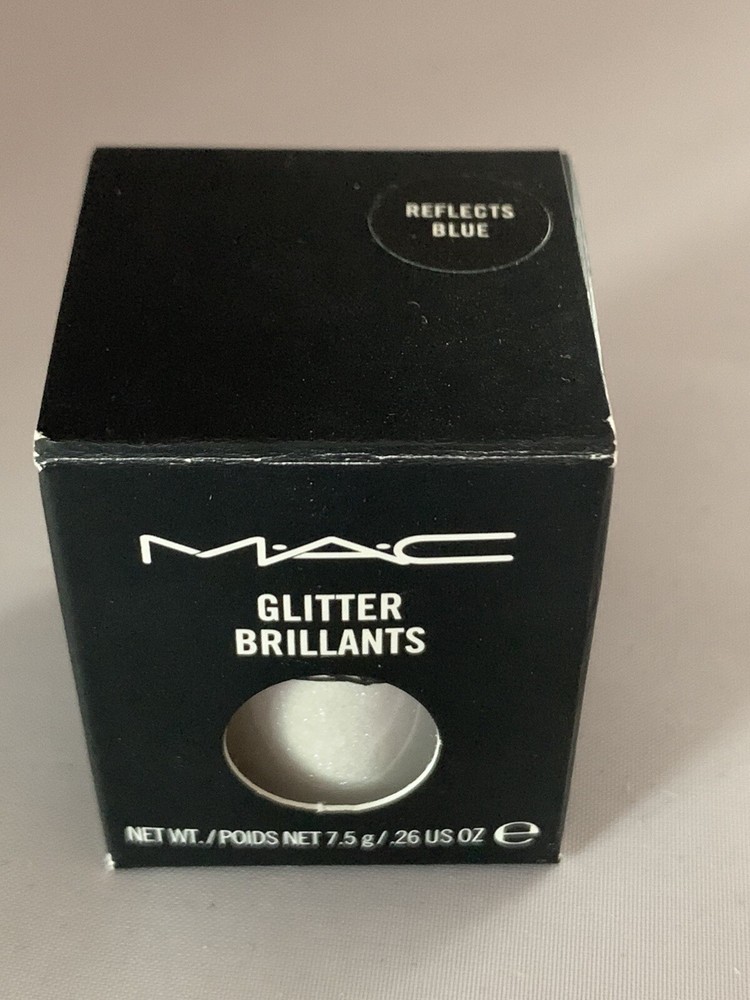 REFLECTS
BLUE
M·A·C
GLITTER
BRILLANTS
NET WT./POIDS NET 7.5 g/.26 US OZ ℮